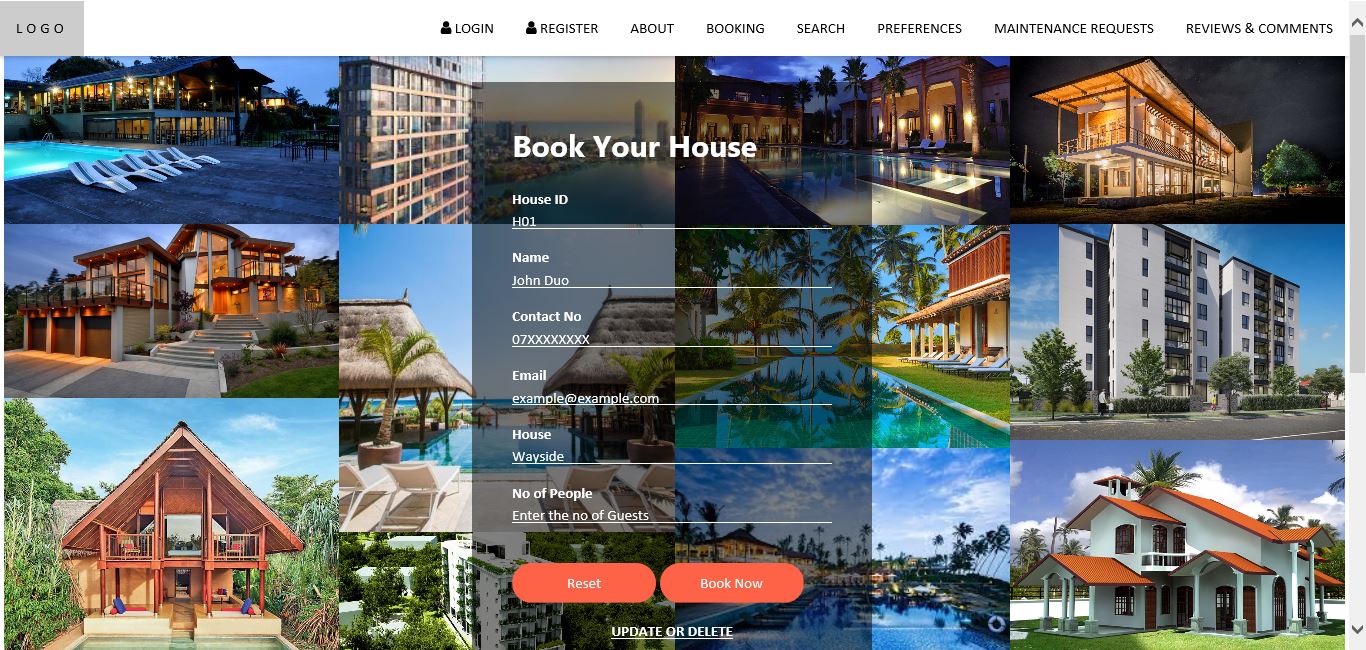 LOGO
LOGIN
REGISTER
ABOUT
BOOKING
SEARCH
PREFERENCES
MAINTENANCE REQUESTS
REVIEWS & COMMENTS
Book Your House
House ID
H01
Name
John Duo
Contact No
07XXXXXXXX
Email
example@example.com
House
Wayside
No of People
Enter the no of Guests
Reset
Book Now
UPDATE OR DELETE